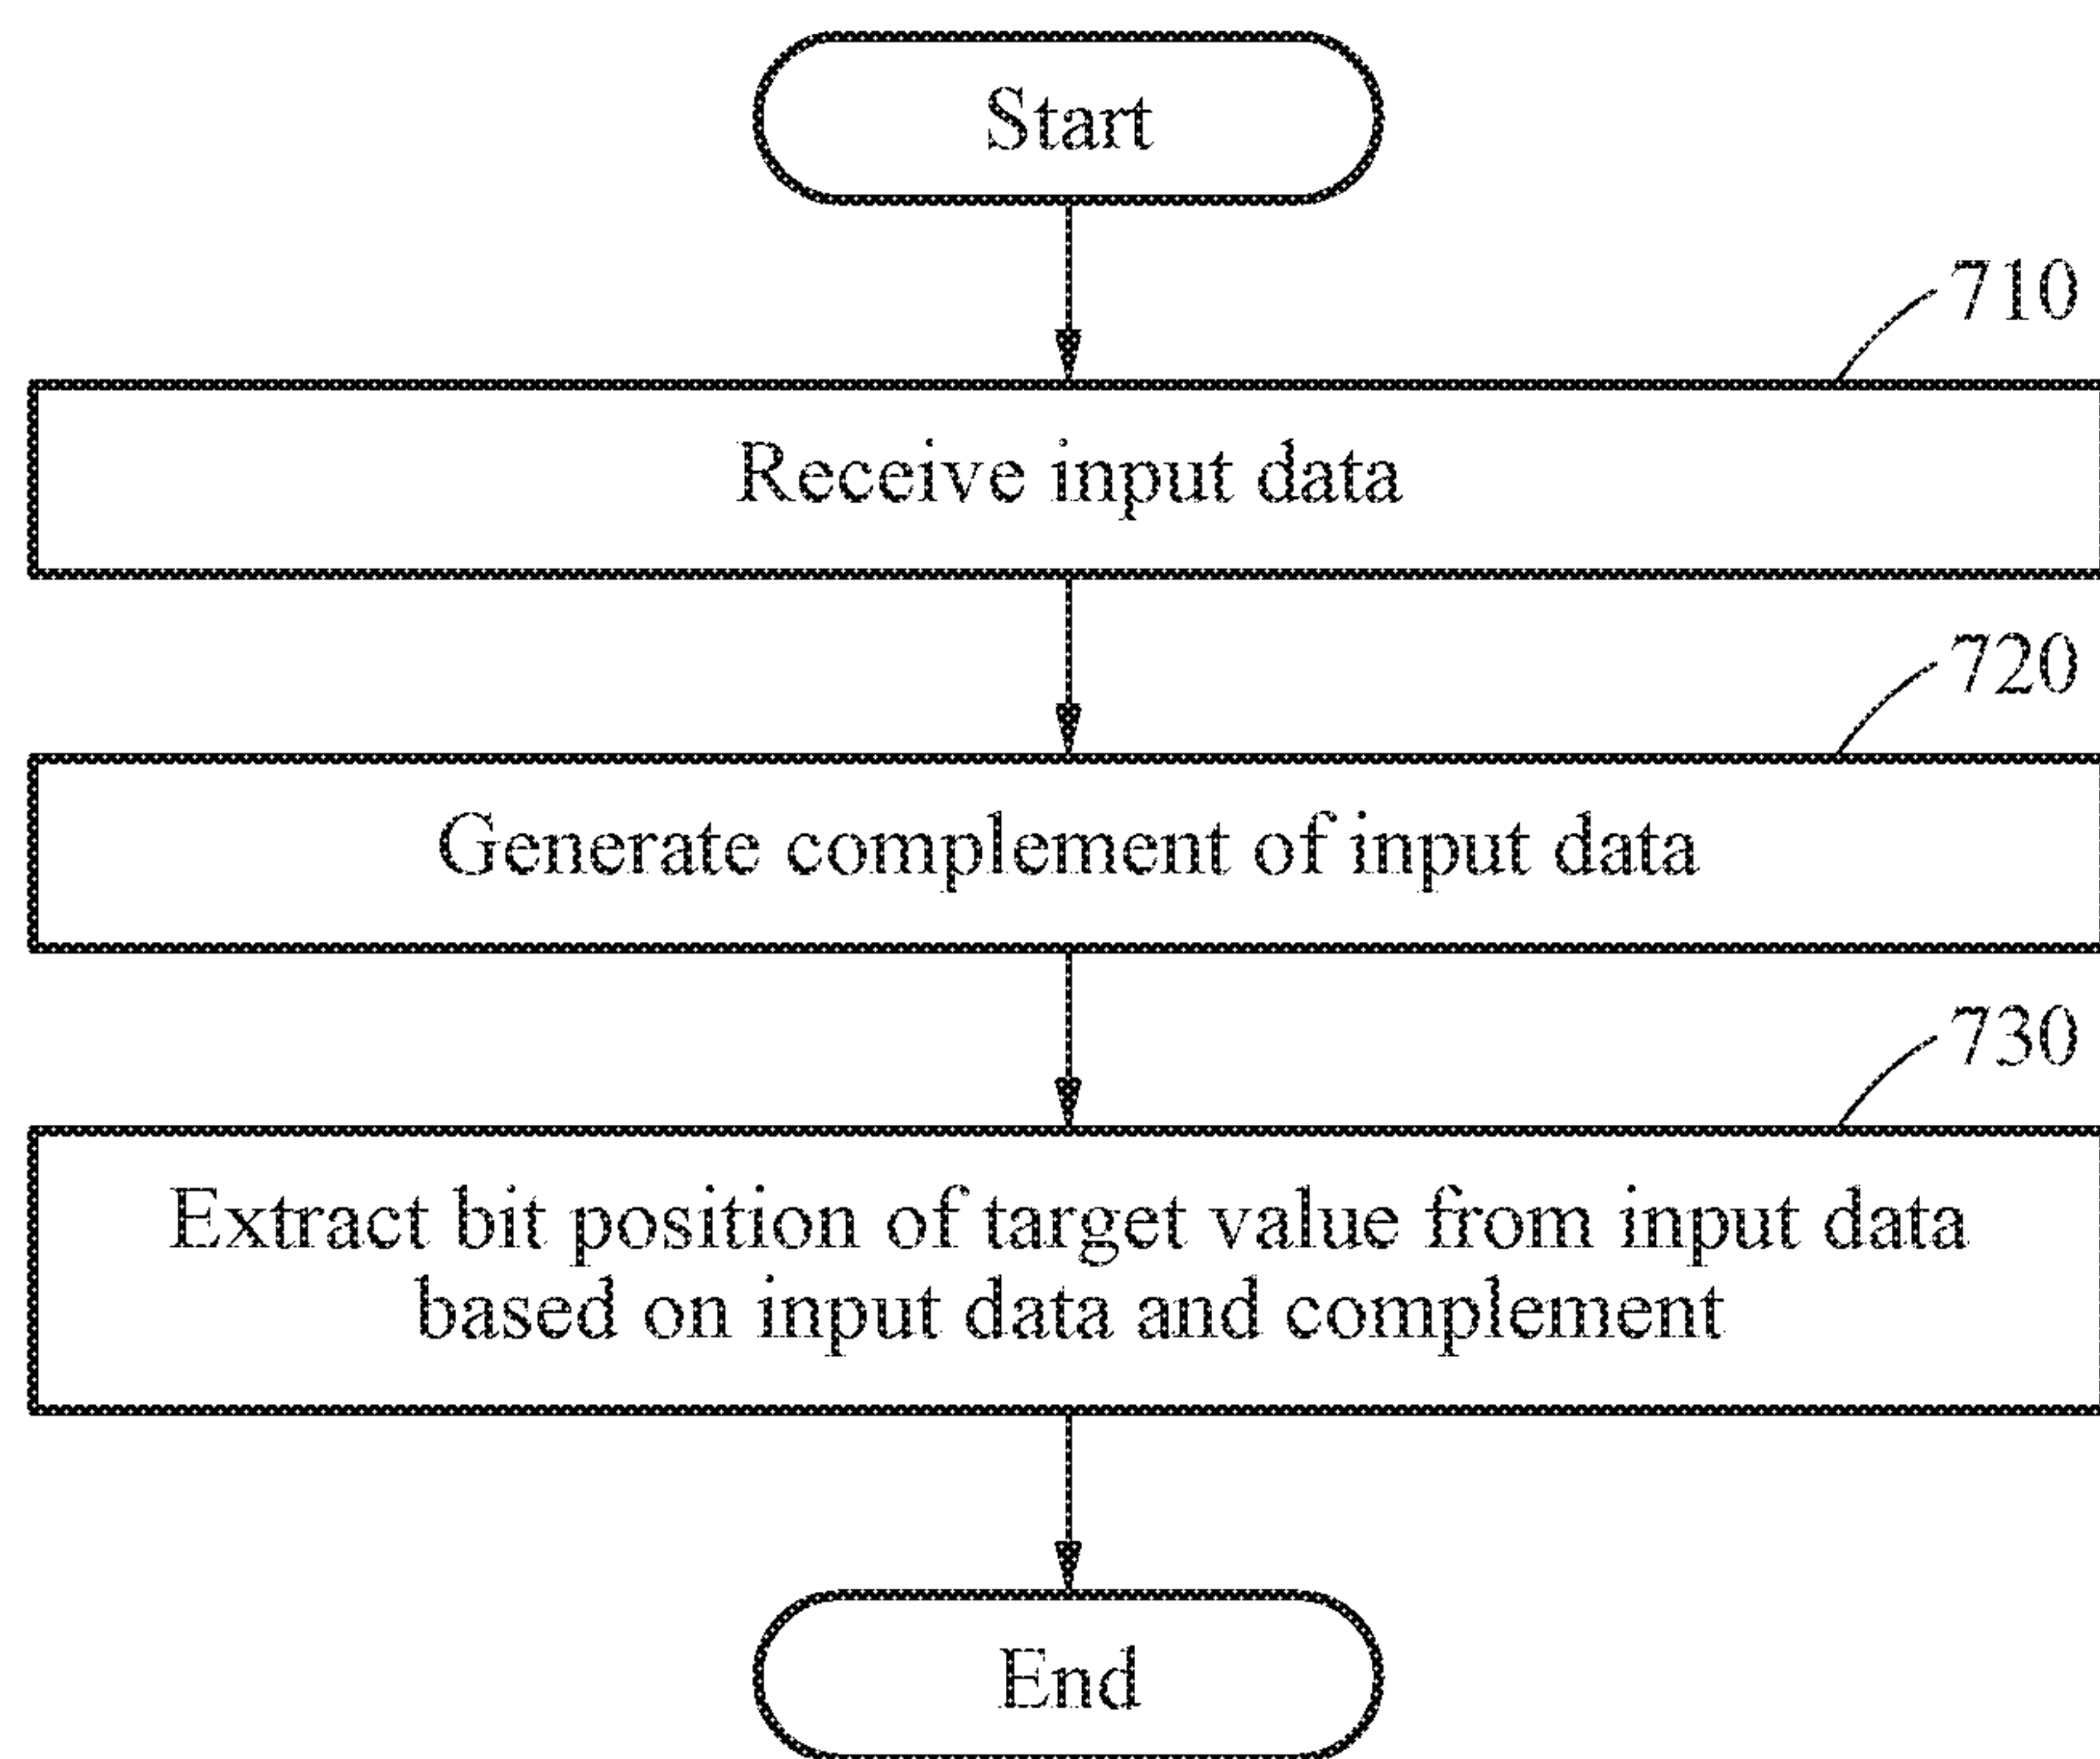 Start
710
Receive input data
720
Generate complement of input data
730
Extract bit position of target value from input data
based on input data and complement
End